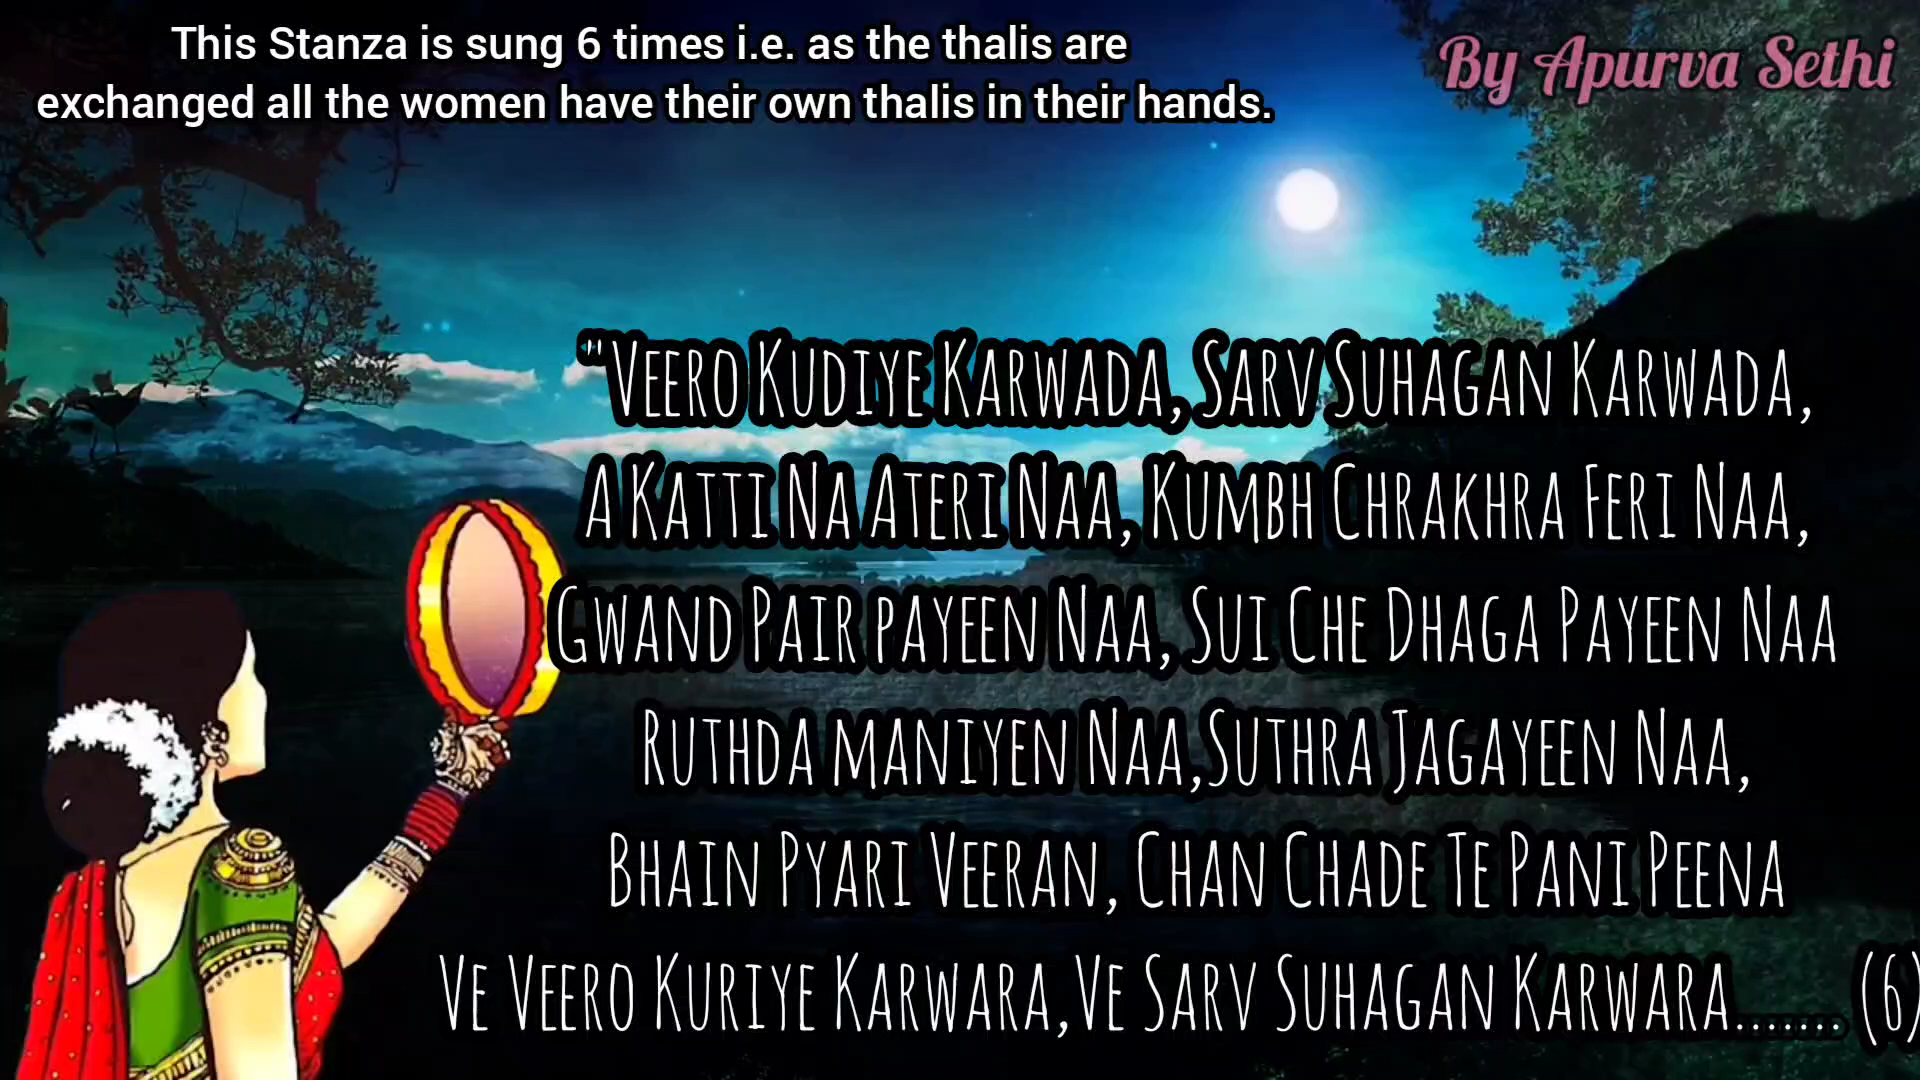 This Stanza is sung 6 times i.e. as the thalis are
exchanged all the women have their own thalis in their hands.
By Apurva Sethi
"Veero Kudiye Karwada, Sarv Suhagan Karwada,
A Katti Na Ateri Naa, Kumbh Chrakhra Feri Naa,
Gwand Pair payeen Naa, Sui Che Dhaga Payeen Naa
Ruthda maniyen Naa,Suthra Jagayeen Naa,
Bhain Pyari Veeran, Chan Chade Te Pani Peena
Ve Veero Kuriye Karwara,Ve Sarv Suhagan Karwara....... (6)